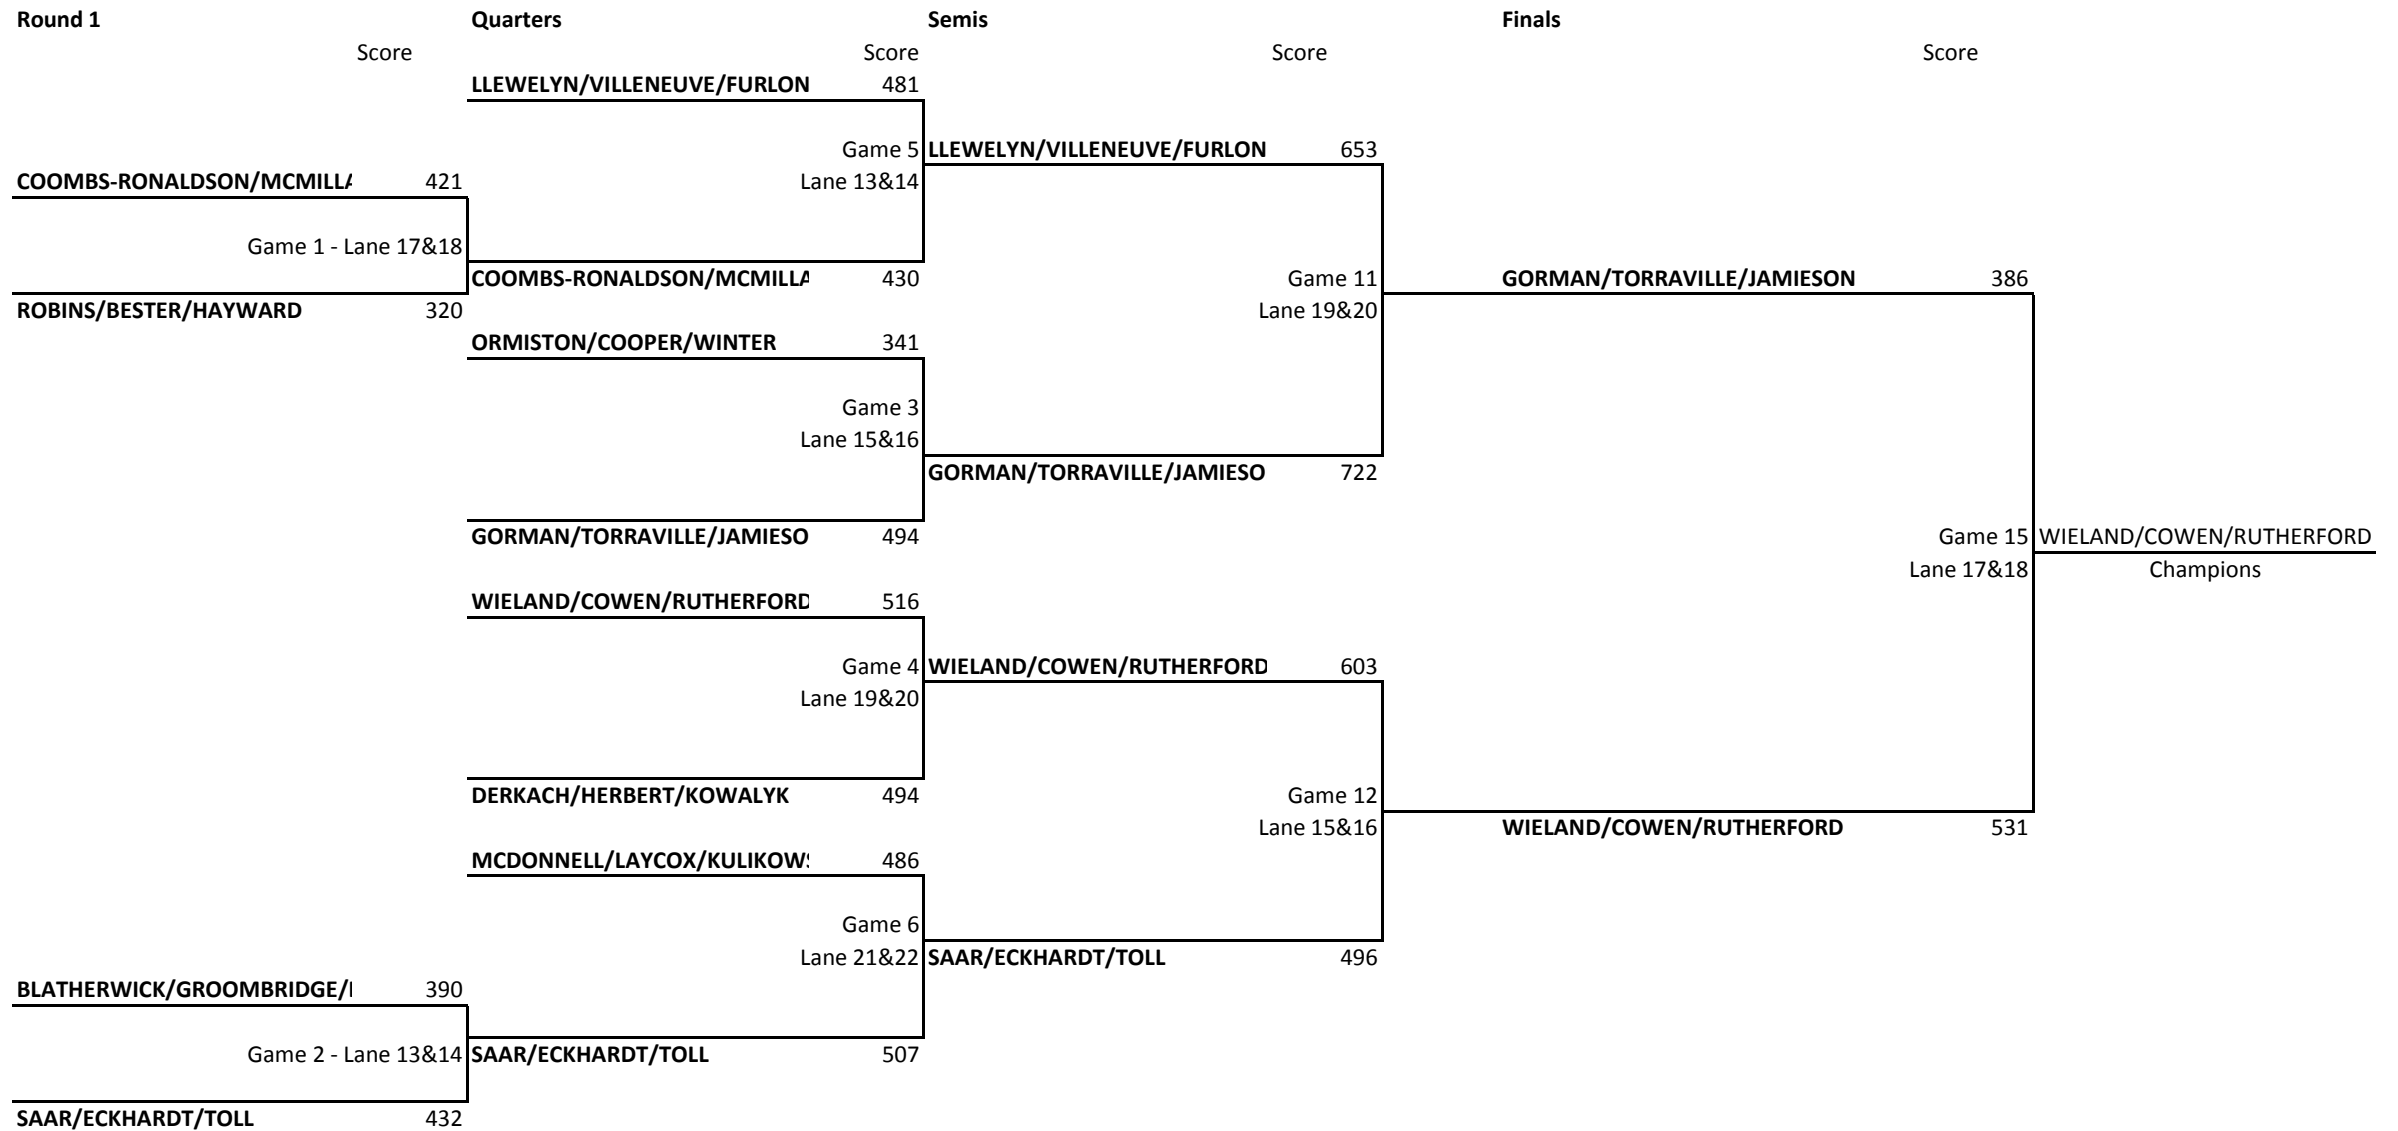 Round 1 Quarters Semis Finals
Score Score Score Score
LLEWELYN/VILLENEUVE/FURLON 481
Game 5 LLEWELYN/VILLENEUVE/FURLON 653
COOMBS-RONALDSON/MCMILLA 421 Lane 13&14
Game 1 - Lane 17&18
COOMBS-RONALDSON/MCMILLA 430 Game 11 GORMAN/TORRAVILLE/JAMIESON 386
ROBINS/BESTER/HAYWARD 320 Lane 19&20
ORMISTON/COOPER/WINTER 341
Game 3
Lane 15&16
GORMAN/TORRAVILLE/JAMIESO 722
GORMAN/TORRAVILLE/JAMIESO 494 Game 15 WIELAND/COWEN/RUTHERFORD
Lane 17&18 Champions
WIELAND/COWEN/RUTHERFORD 516
Game 4 WIELAND/COWEN/RUTHERFORD 603
Lane 19&20
DERKACH/HERBERT/KOWALYK 494 Game 12
Lane 15&16 WIELAND/COWEN/RUTHERFORD 531
MCDONNELL/LAYCOX/KULIKOW 486
Game 6
Lane 21&22 SAAR/ECKHARDT/TOLL 496
BLATHERWICK/GROOMBRIDGE/ 390
Game 2 - Lane 13&14 SAAR/ECKHARDT/TOLL 507
SAAR/ECKHARDT/TOLL 432